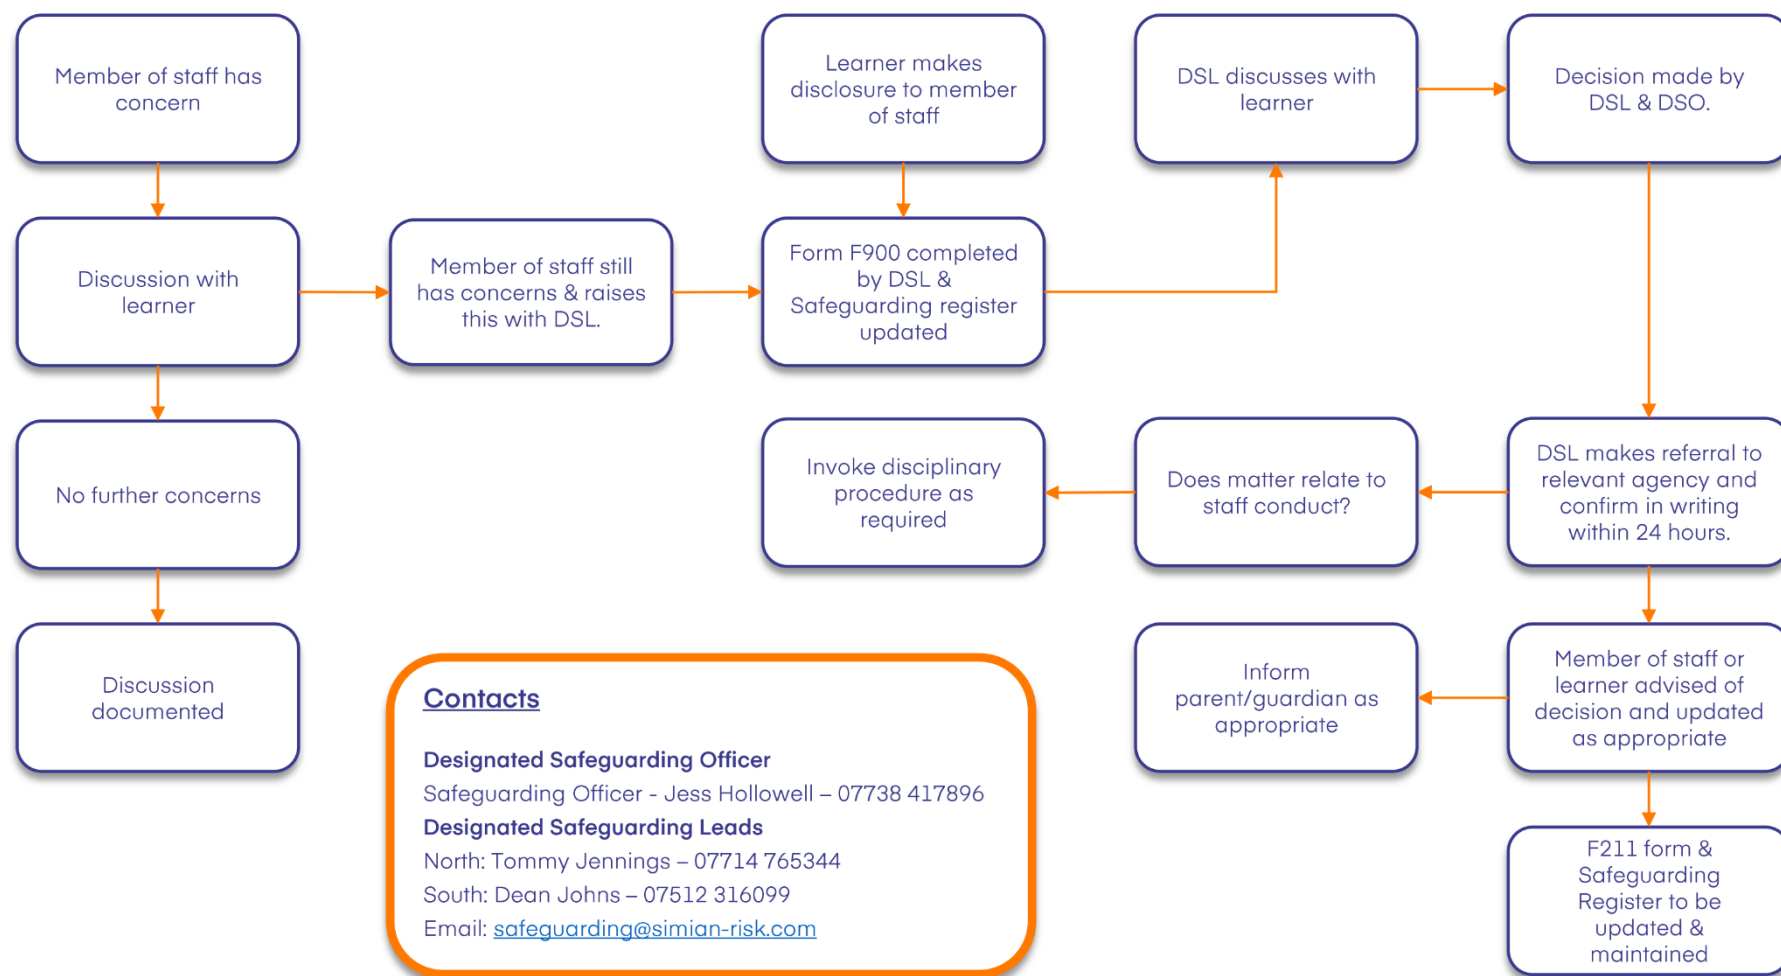 Member of staff has
concern
Learner makes
disclosure to member
of staff
DSL discusses with
learner
Decision made by
DSL & DSO.
Discussion with
learner
Member of staff still
has concerns & raises
this with DSL.
Form F900 completed
by DSL &
Safeguarding register
updated
No further concerns
Invoke disciplinary
procedure as
required
Does matter relate to
staff conduct?
DSL makes referral to
relevant agency and
confirm in writing
within 24 hours.
Discussion
documented
Inform
parent/guardian as
appropriate
Member of staff or
learner advised of
decision and updated
as appropriate
Contacts
Designated Safeguarding Officer
Safeguarding Officer - Jess Hollowell – 07738 417896
Designated Safeguarding Leads
North: Tommy Jennings – 07714 765344
South: Dean Johns – 07512 316099
Email: safeguarding@simian-risk.com
F211 form &
Safeguarding
Register to be
updated &
maintained